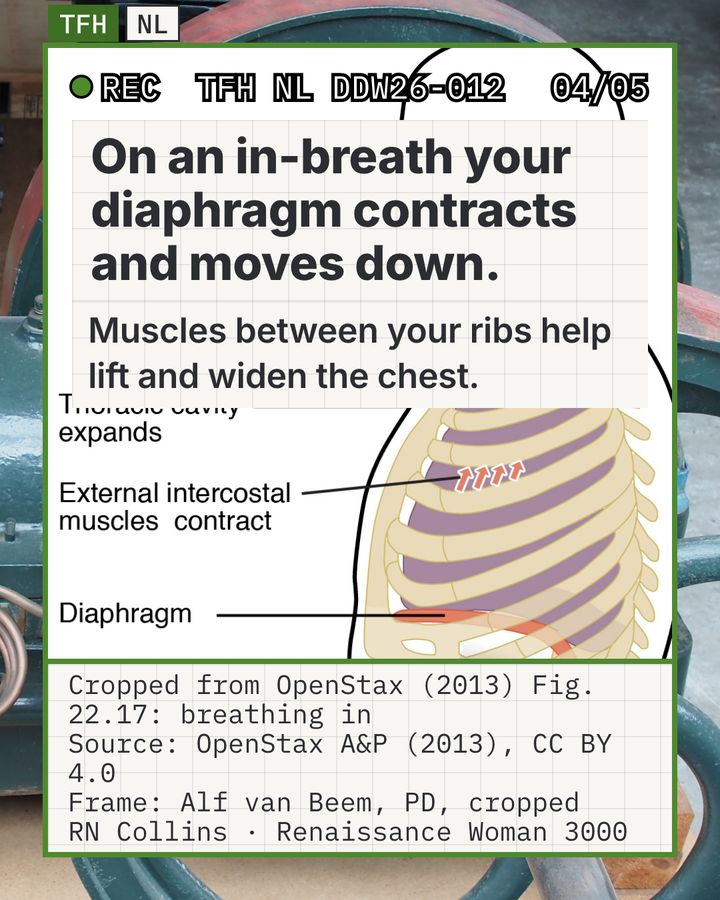 TFH NL
REC TFH NL DDW26-012 04/05
On an in-breath your
diaphragm contracts
and moves down.
Muscles between your ribs help
lift and widen the chest.
Thoracic cavity
expands
External intercostal
muscles contract
Diaphragm
Cropped from OpenStax (2013) Fig.
22.17: breathing in
Source: OpenStax A&P (2013), CC BY
4.0
Frame: Alf van Beem, PD, cropped
RN Collins · Renaissance Woman 3000